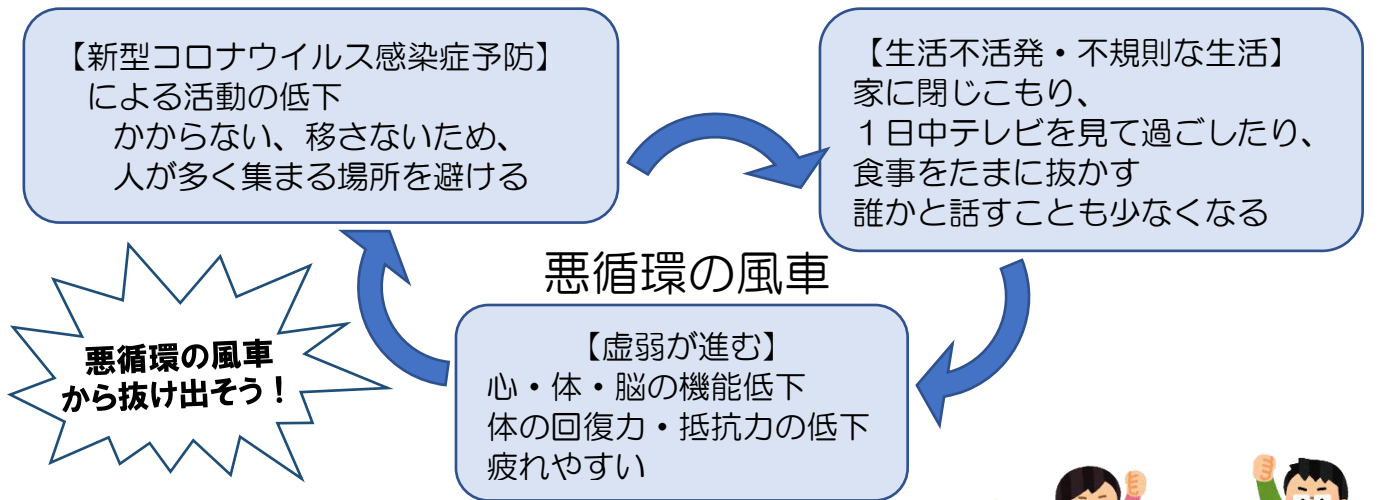 【新型コロナウイルス感染症予防】
による活動の低下
かからない、移さないため、
人が多く集まる場所を避ける
【生活不活発・不規則な生活】
家に閉じこもり、
１日中テレビを見て過ごしたり、
食事をたまに抜かす
誰かと話すことも少なくなる
悪循環の風車
【虚弱が進む】
心・体・脳の機能低下
体の回復力・抵抗力の低下
疲れやすい
悪循環の風車
から抜け出そう！